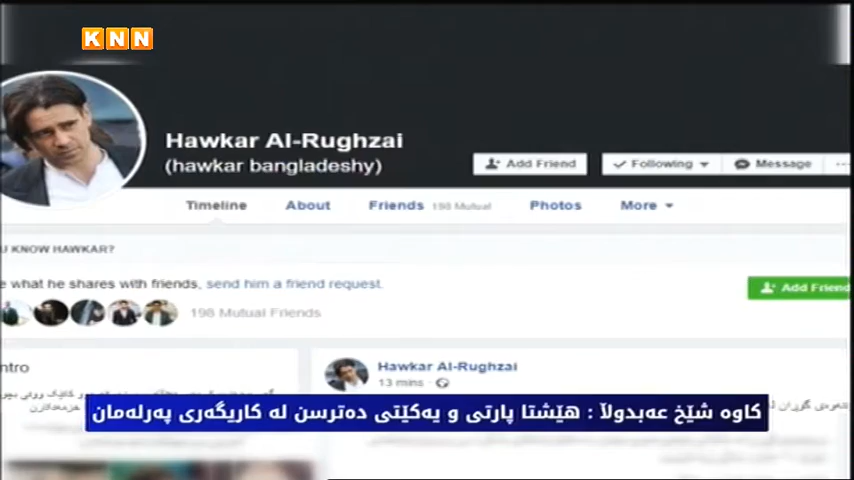 KNN
Hawkar Al-Rughzai
(hawkar bangladeshy)
Add Friend
Following
Message
Timeline
About
Friends 198 Mutual
Photos
More
U KNOW HAWKAR?
e what he shares with friends, send him a friend request.
Add Friend
198 Mutual Friends
ntro
Hawkar Al-Rughzai
13 mins
کاوە شێخ عەبدوڵا : هێشتا پارتی و یەکێتی دەترسن لە کاریگەری پەرلەمان